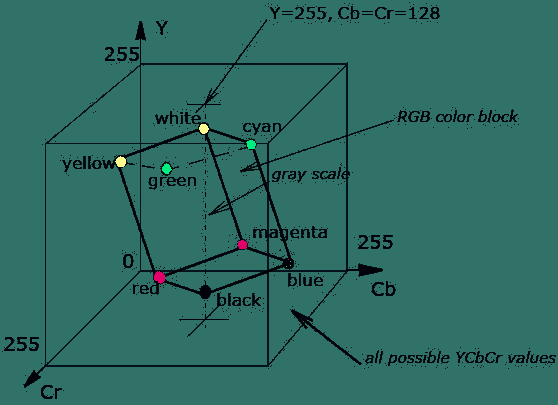 Y=255, Cb=Cr=128
Y
255
white
cyan
RGB color block
yellow
green
gray scale
magenta
255
0
red
black
blue
Cb
255
all possible YCbCr values
Cr